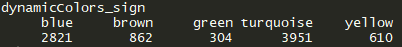 dynamicColors_sign
blue brown green turquoise yellow
2821 862 304 3951 610